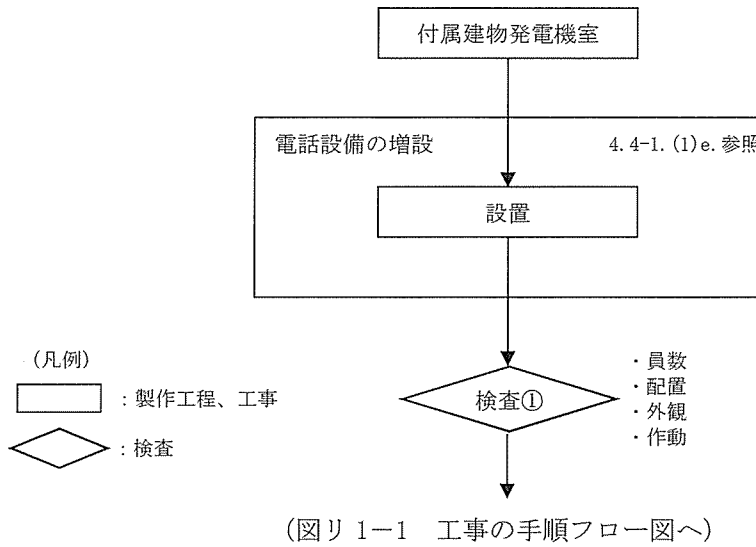 付属建物発電機室
電話設備の増設 4.4-1.(1)e.参照
設置
検査①
・員数
・配置
・外観
・作動
(凡例)
：製作工程、工事
：検査
(図リ 1－1 工事の手順フロー図へ)